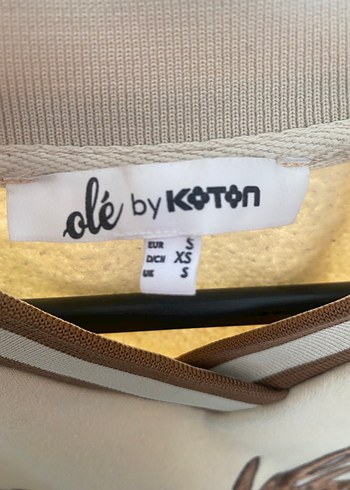 olé by KOTON
EUR S
D/CH XS
UK S